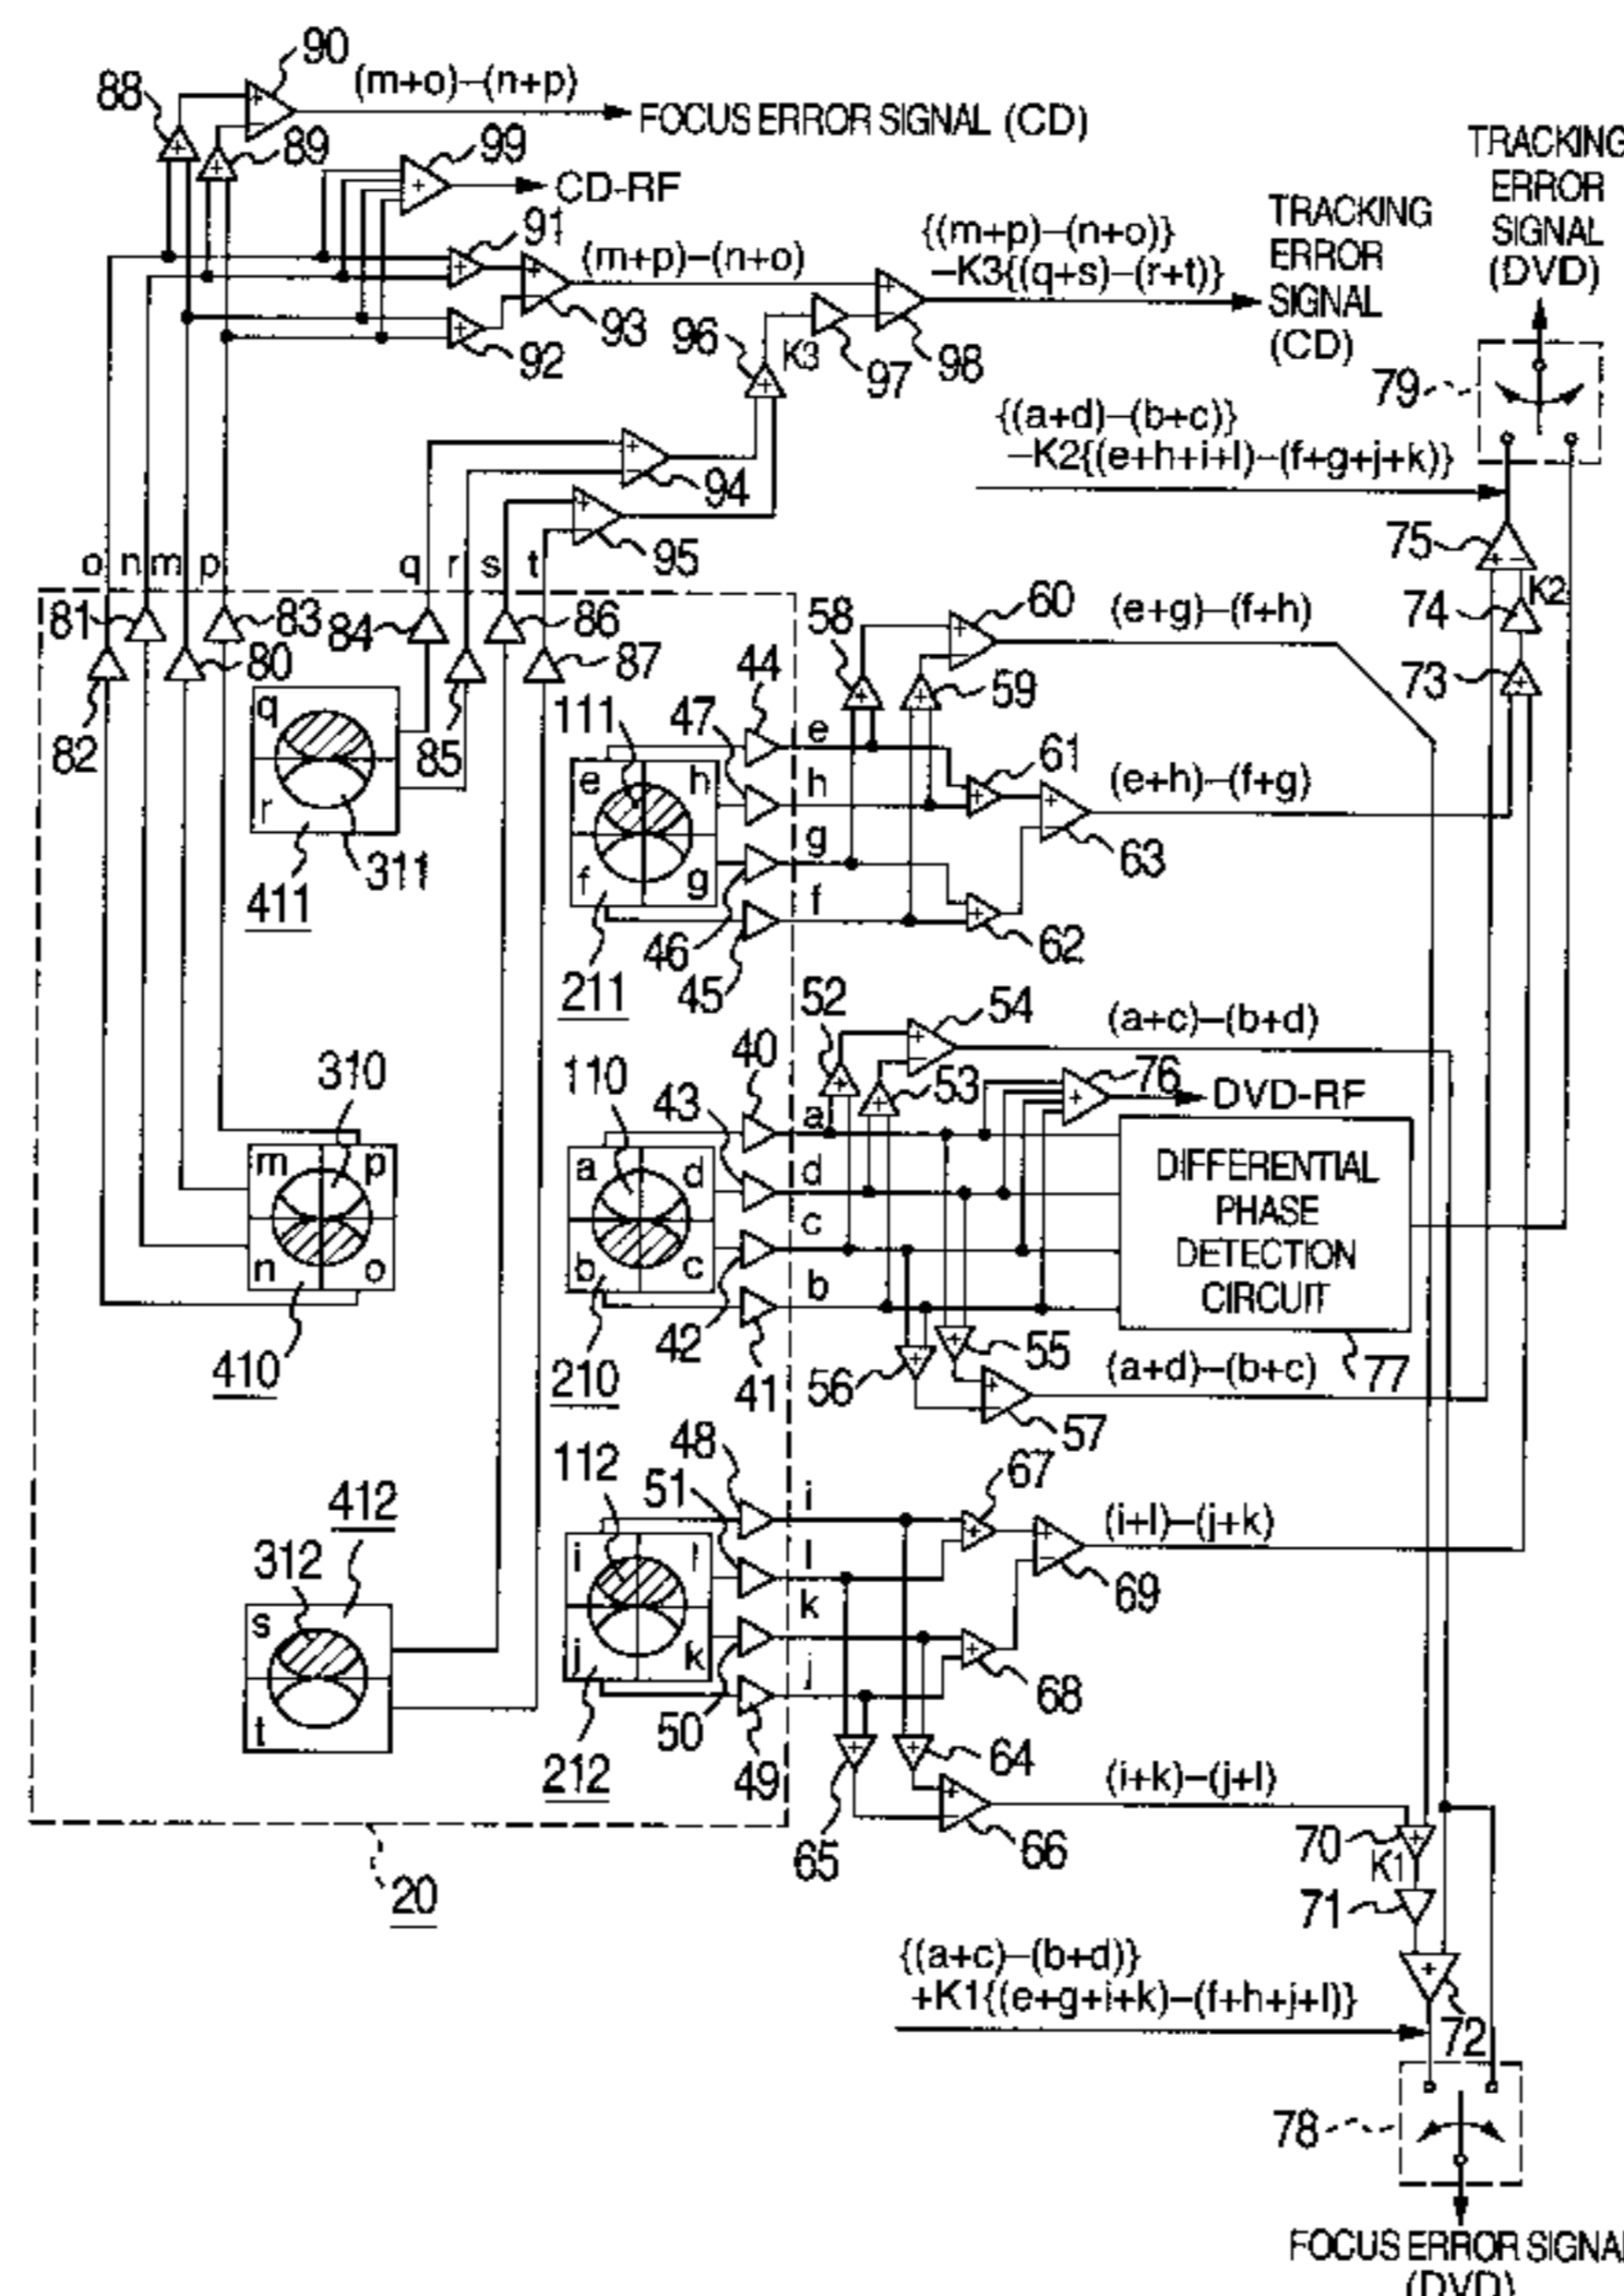 90
88
(m+o)–(n+p)
FOCUS ERROR SIGNAL (CD)
89
99
CD-RF
TRACKING
ERROR
SIGNAL
(DVD)
91
(m+p)–(n+o)
{(m+p)–(n+o)}
–K3{(q+s)–(r+t)}
TRACKING
ERROR
SIGNAL
(CD)
93
92
96
K3
97
98
79
{(a+d)–(b+c)}
–K2{(e+h+i+l)–(f+g+j+k)}
94
95
75
o
n
m
p
q
r
s
t
K2
81
83
84
86
58
60
(e+g)–(f+h)
74
80
87
44
59
73
82
q
85
111
47
e
61
r
e
h
h
(e+h)–(f+g)
g
63
311
f
g
f
411
46
62
211
45
52
54
(a+c)–(b+d)
40
310
110
43
53
76
DVD-RF
a
m
p
a
d
d
DIFFERENTIAL
PHASE
DETECTION
CIRCUIT
c
n
o
b
c
b
42
55
410
210
41
56
(a+d)–(b+c)
77
57
48
112
51
i
67
412
i
l
l
(i+l)–(j+k)
312
k
69
s
j
k
j
68
t
50
64
212
49
(i+k)–(j+l)
65
66
70
K1
20
71
{(a+c)–(b+d)}
+K1{(e+g+i+k)–(f+h+j+l)}
72
78
FOCUS ERROR SIGNAL
(DVD)